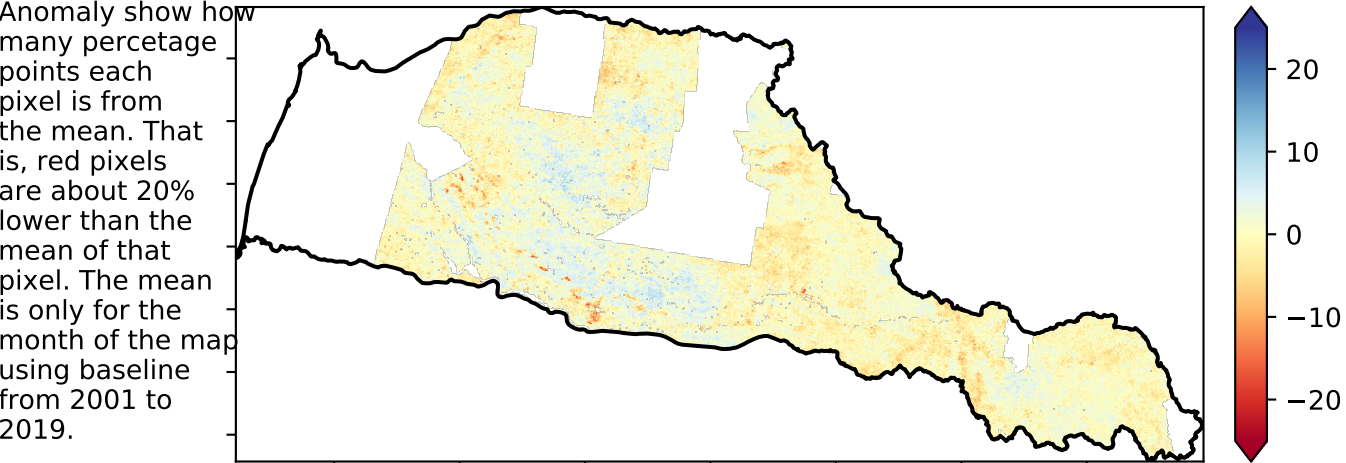 Anomaly show how
many percetage
points each
pixel is from
the mean. That
is, red pixels
are about 20%
lower than the
mean of that
pixel. The mean
is only for the
month of the map
using baseline
from 2001 to
2019.
20
10
0
−10
−20